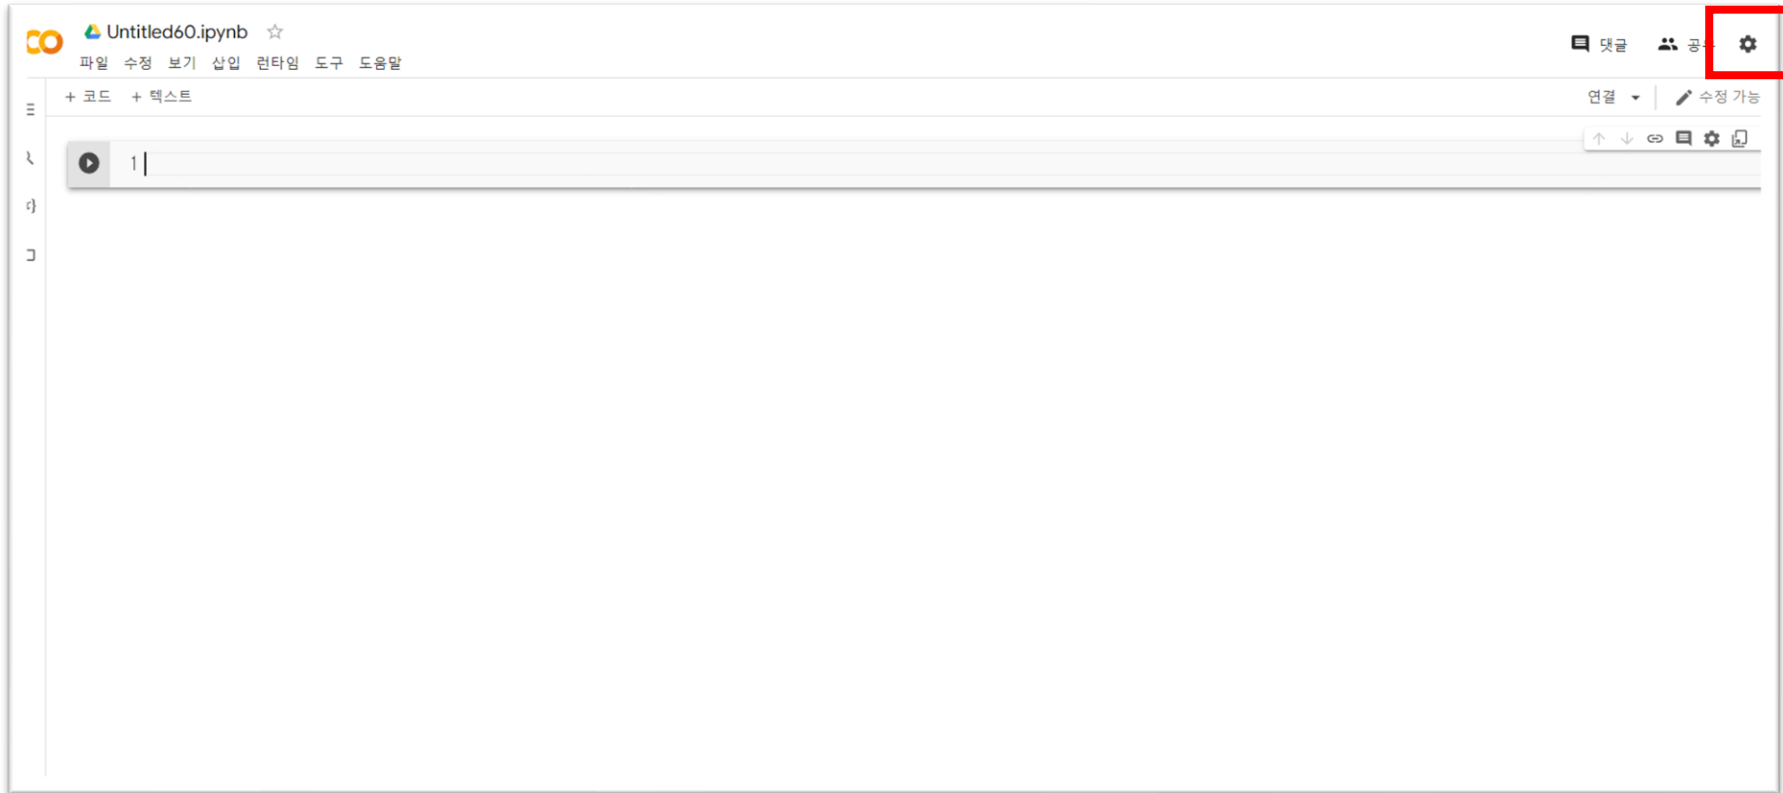 CO Untitled60.ipynb
파일 수정 보기 삽입 런타임 도구 도움말
댓글
+ 코드 + 텍스트
연결 수정 가능
1